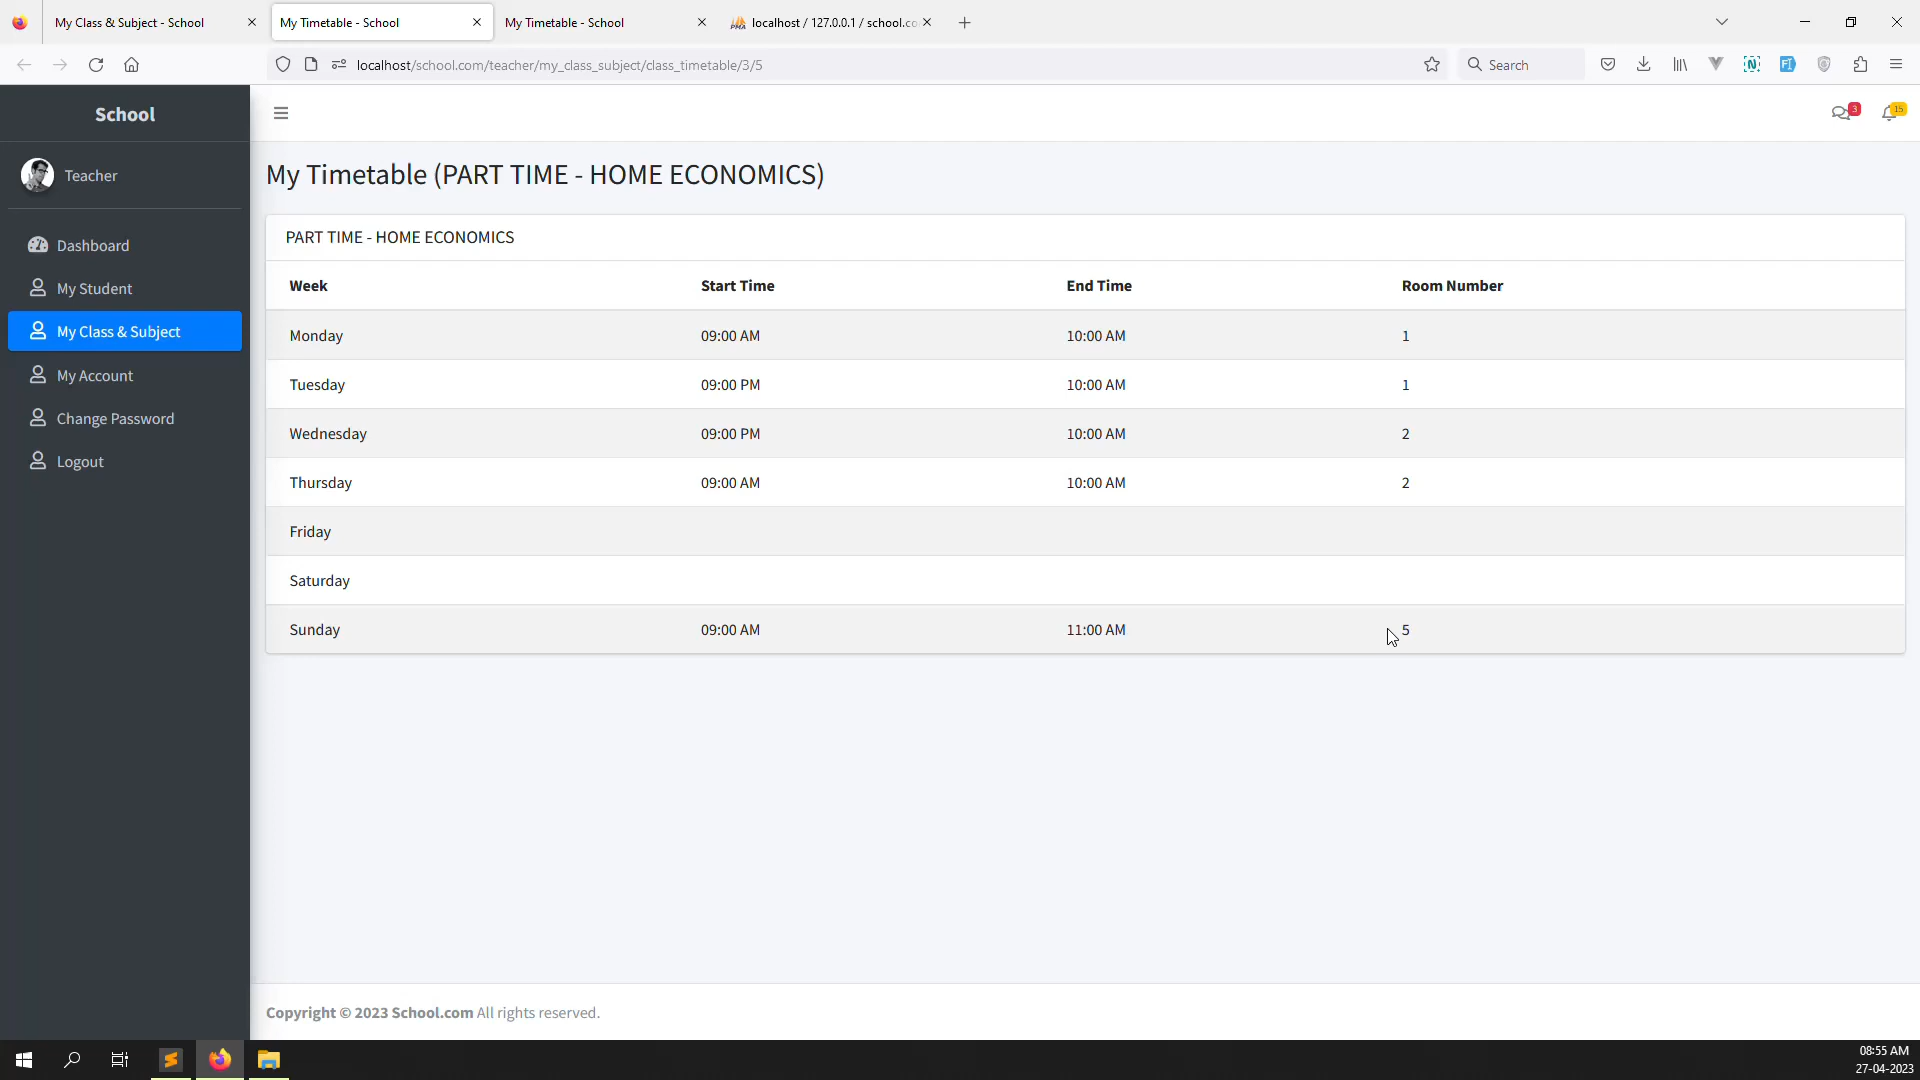 My Class & Subject - School
My Timetable - School
My Timetable - School
localhost / 127.0.0.1 / school.co
localhost/school.com/teacher/my_class_subject/class_timetable/3/5
Search
School
3
15
Teacher
Dashboard
My Student
My Class & Subject
My Account
Change Password
Logout
My Timetable (PART TIME - HOME ECONOMICS)
PART TIME - HOME ECONOMICS
Week Start Time End Time Room Number
Monday 09:00 AM 10:00 AM 1
Tuesday 09:00 PM 10:00 AM 1
Wednesday 09:00 PM 10:00 AM 2
Thursday 09:00 AM 10:00 AM 2
Friday
Saturday
Sunday 09:00 AM 11:00 AM 5
Copyright © 2023 School.com All rights reserved.
08:55 AM
27-04-2023